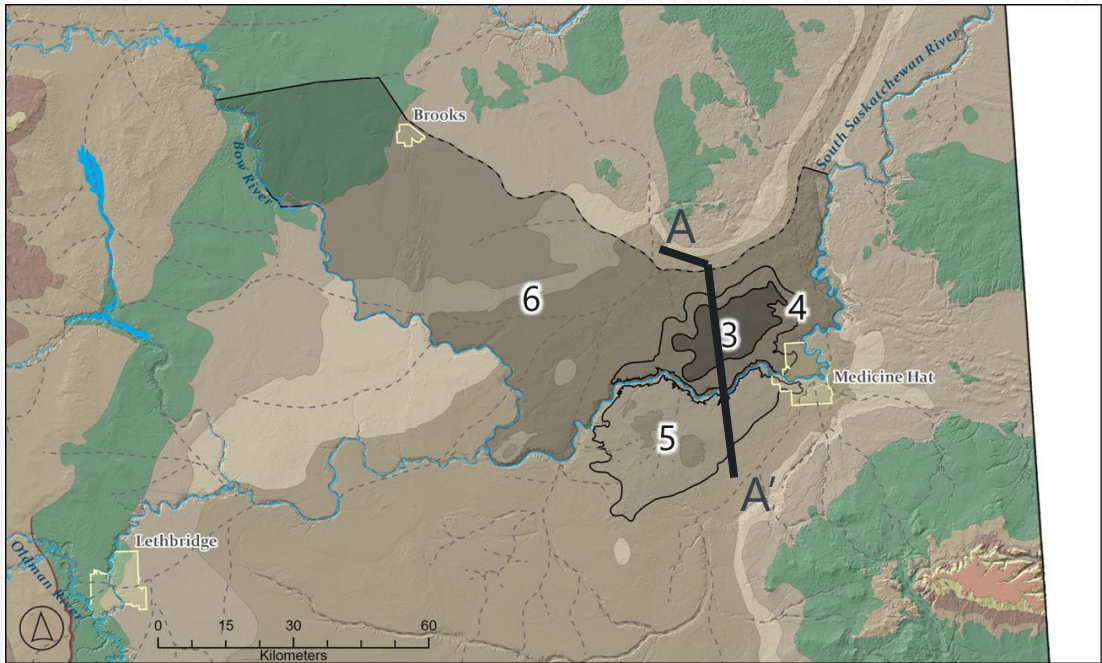 Brooks
Bow River
South Saskatchewan River
A
6
4
3
Medicine Hat
5
A′
Lethbridge
Oldman River
0 15 30 60
Kilometers